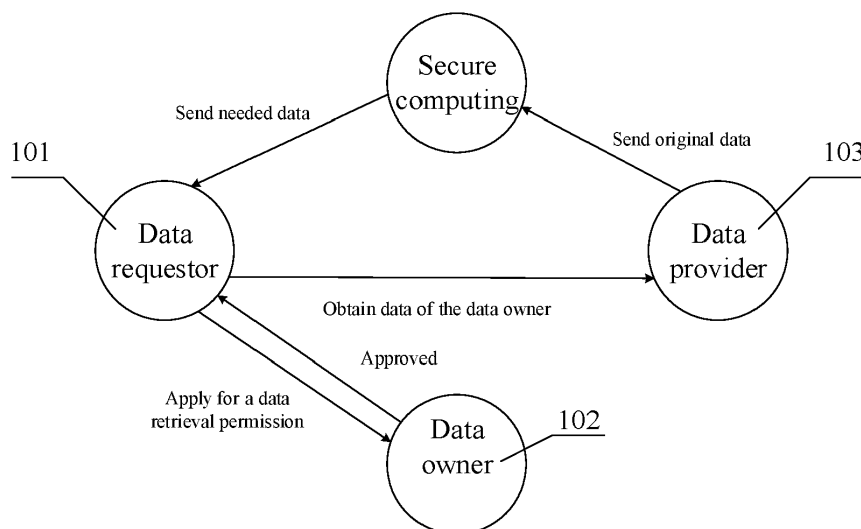 Secure
computing
Send needed data
Send original data
101
103
Data
requestor
Data
provider
Obtain data of the data owner
Approved
Apply for a data
retrieval permission
Data
owner
102